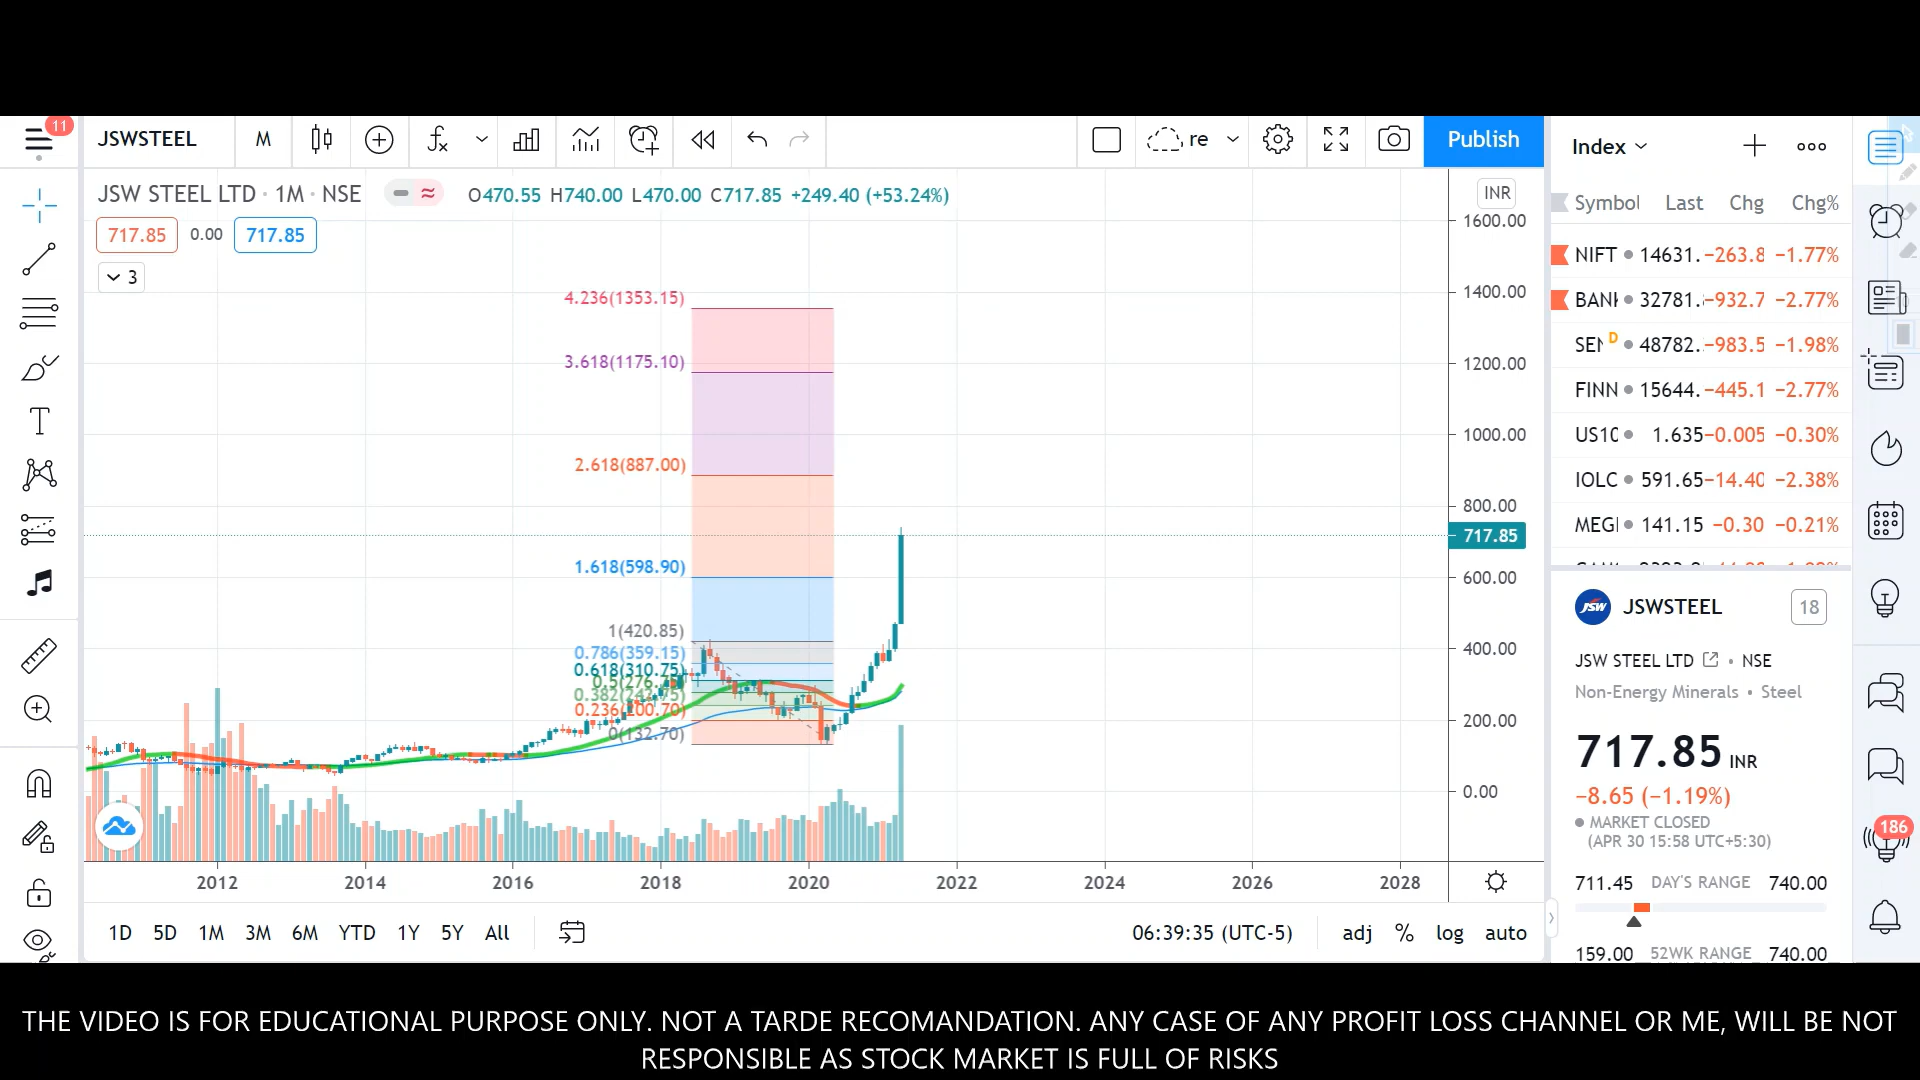 11
JSWSTEEL
M
re
Publish
Index
JSW STEEL LTD · 1M · NSE
O470.55 H740.00 L470.00 C717.85 +249.40 (+53.24%)
INR
717.85 0.00 717.85
3
Symbol Last Chg Chg%
NIFT 14631. −263.8 −1.77%
BANK 32781. −932.7 −2.77%
SEN D 48782. −983.5 −1.98%
FINN 15644. −445.1 −2.77%
US10 1.635 −0.005 −0.30%
IOLC 591.65 −14.40 −2.38%
MEGI 141.15 −0.30 −0.21%
1600.00
1400.00
1200.00
1000.00
800.00
717.85
600.00
400.00
200.00
0.00
4.236(1353.15)
3.618(1175.10)
2.618(887.00)
1.618(598.90)
1(420.85)
0.786(359.15)
0.618(310.75)
0.236(200.70)
0(132.70)
2012 2014 2016 2018 2020 2022 2024 2026 2028
1D 5D 1M 3M 6M YTD 1Y 5Y All
06:39:35 (UTC-5) adj % log auto
JSW JSWSTEEL 18
JSW STEEL LTD • NSE
Non-Energy Minerals • Steel
717.85 INR
−8.65 (−1.19%)
MARKET CLOSED
(APR 30 15:58 UTC+5:30)
711.45 DAY'S RANGE 740.00
159.00 52WK RANGE 740.00
186
THE VIDEO IS FOR EDUCATIONAL PURPOSE ONLY. NOT A TARDE RECOMANDATION. ANY CASE OF ANY PROFIT LOSS CHANNEL OR ME, WILL BE NOT
RESPONSIBLE AS STOCK MARKET IS FULL OF RISKS